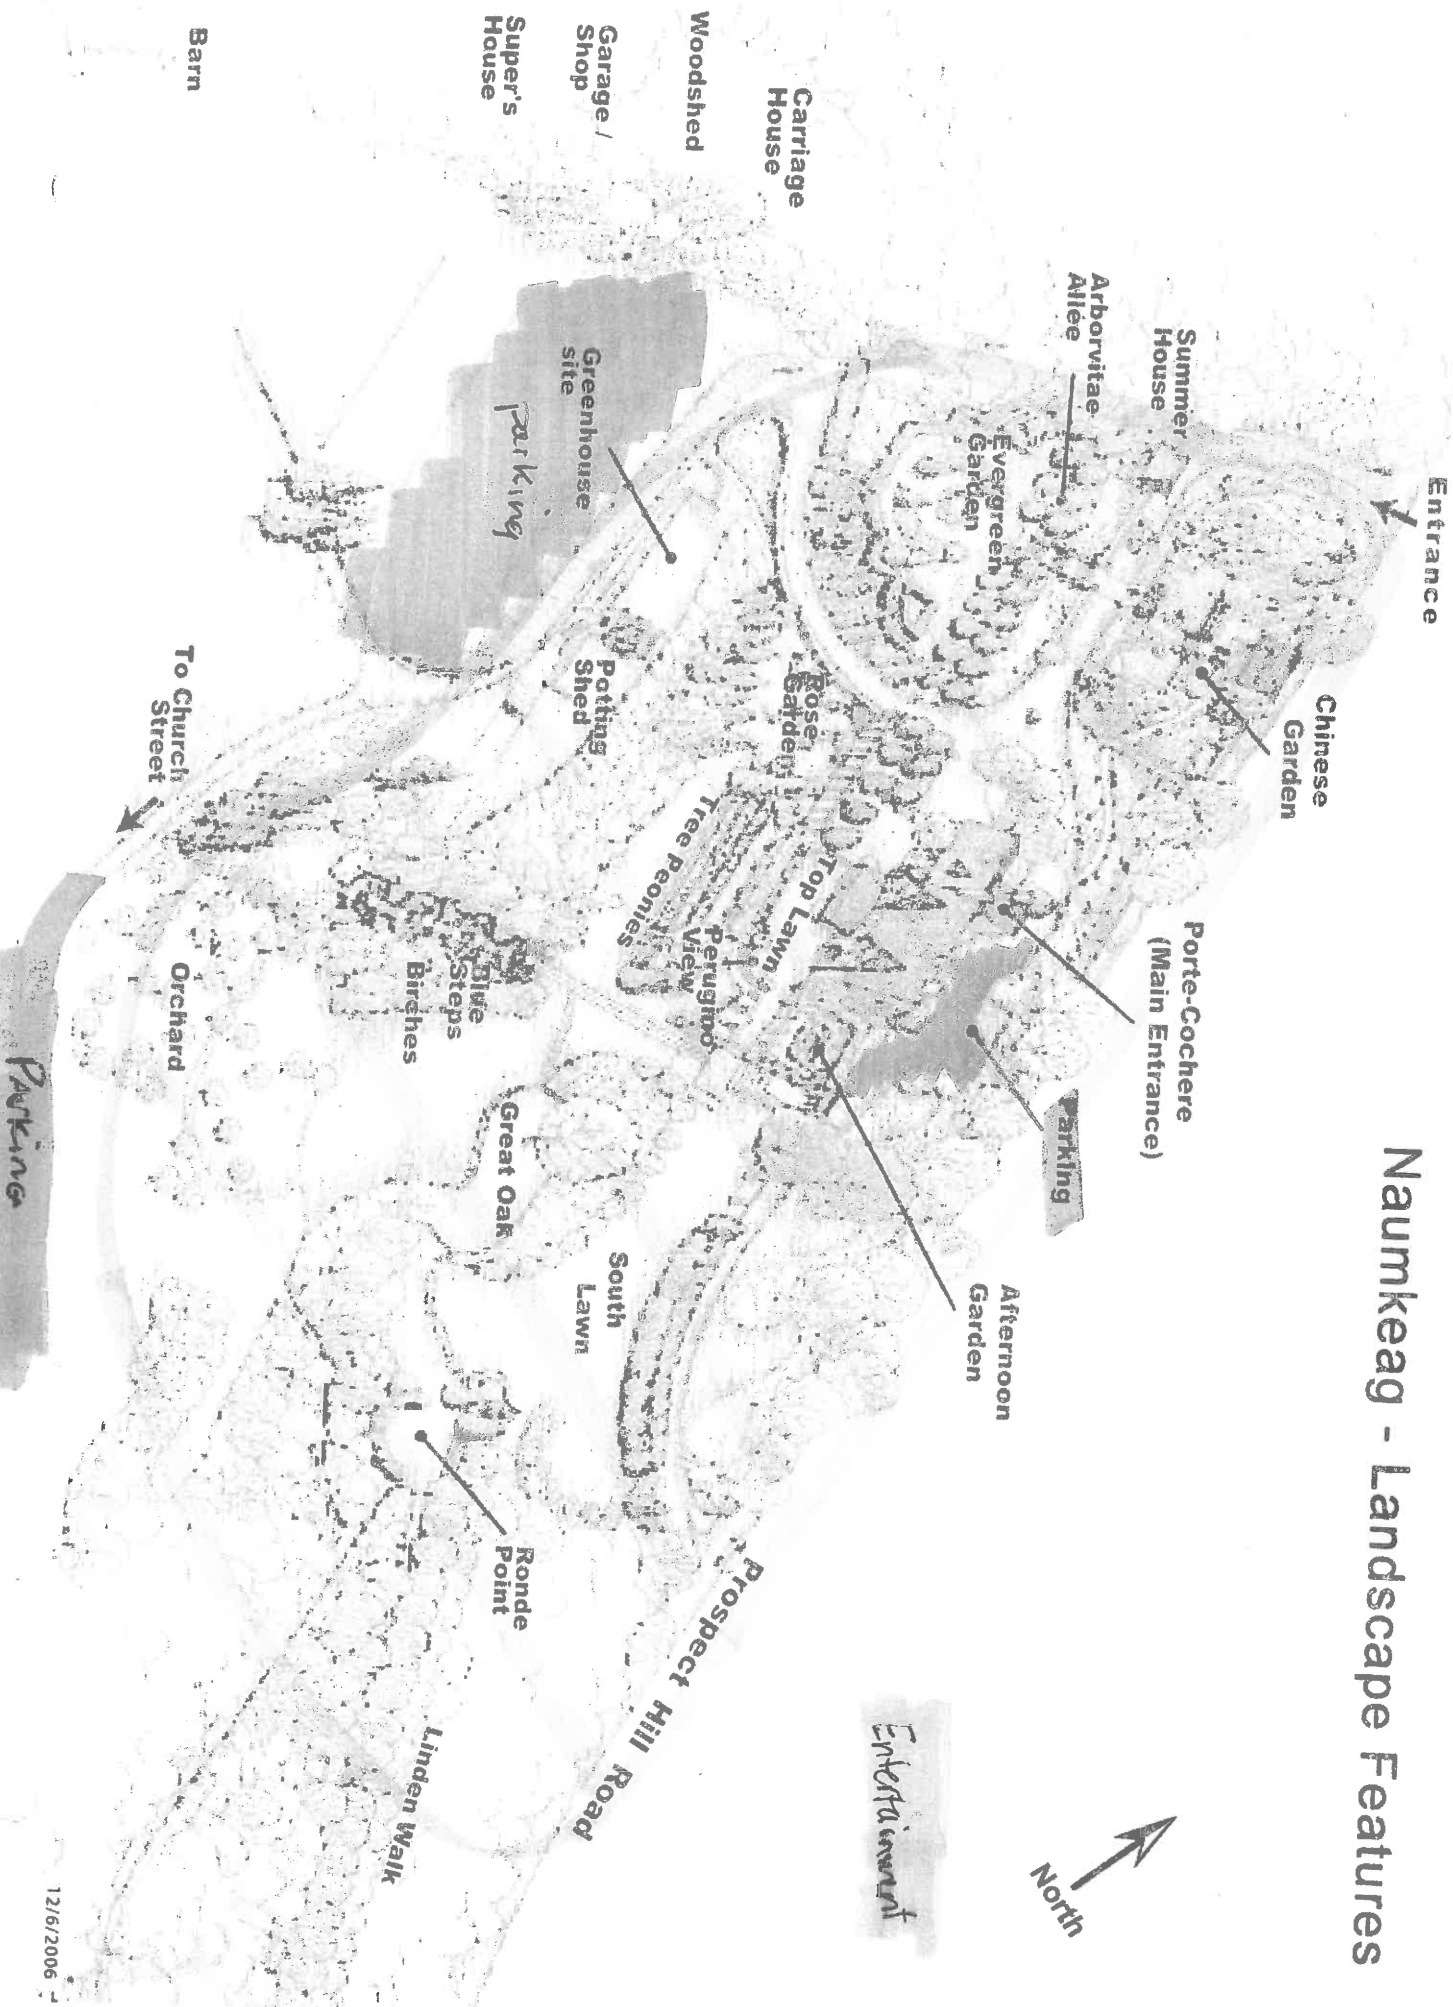 Naumkeag - Landscape Features
Entrance
Chinese
Garden
Summer
House
Porte-Cochere
(Main Entrance)
Arborvitae
Allée
Parking
North
Evergreen
Garden
Afternoon
Garden
Entertainment
Carriage
House
Rose
Garden
Top Lawn
Woodshed
Tree Peonies
Perugino
View
Prospect Hill Road
Garage /
Shop
Greenhouse
site
Potting
Shed
South
Lawn
Super's
House
parking
Blue
Steps
Birches
Great Oak
Ronde
Point
Linden Walk
Barn
To Church
Street
Orchard
Parking
12/6/2006